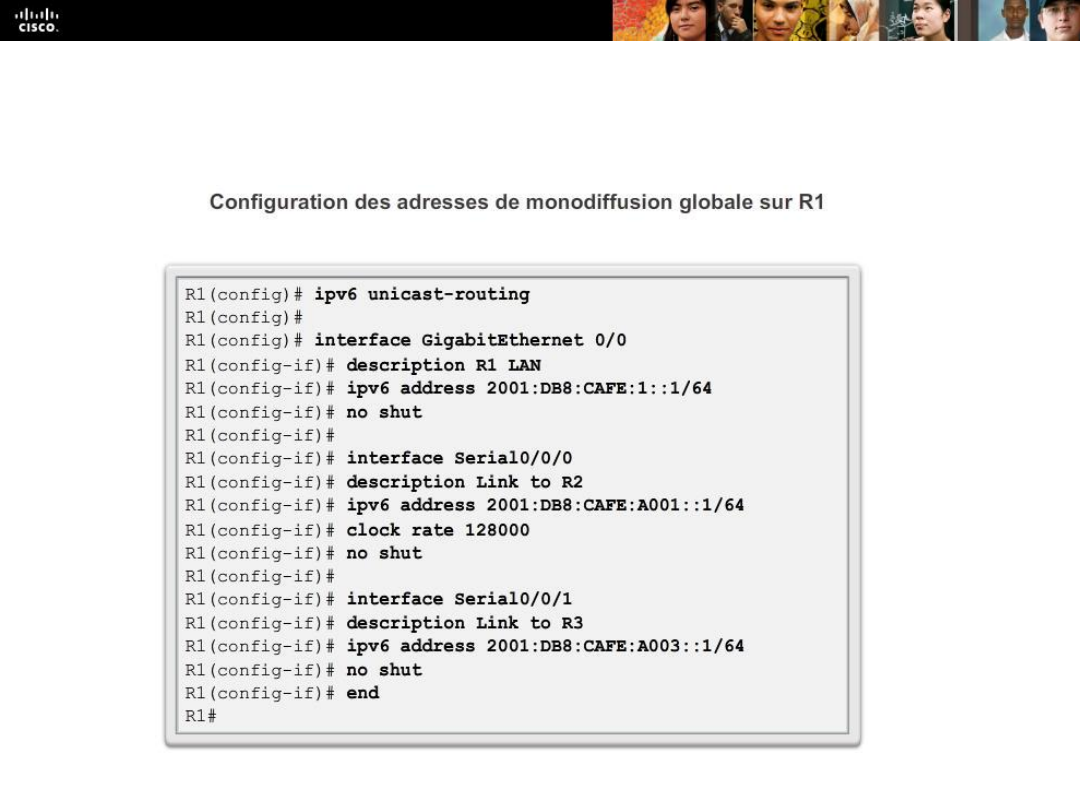 CISCO.
Configuration des adresses de monodiffusion globale sur R1
R1(config)# ipv6 unicast-routing
R1(config)#
R1(config)# interface GigabitEthernet 0/0
R1(config-if)# description R1 LAN
R1(config-if)# ipv6 address 2001:DB8:CAFE:1::1/64
R1(config-if)# no shut
R1(config-if)#
R1(config-if)# interface Serial0/0/0
R1(config-if)# description Link to R2
R1(config-if)# ipv6 address 2001:DB8:CAFE:A001::1/64
R1(config-if)# clock rate 128000
R1(config-if)# no shut
R1(config-if)#
R1(config-if)# interface Serial0/0/1
R1(config-if)# description Link to R3
R1(config-if)# ipv6 address 2001:DB8:CAFE:A003::1/64
R1(config-if)# no shut
R1(config-if)# end
R1#